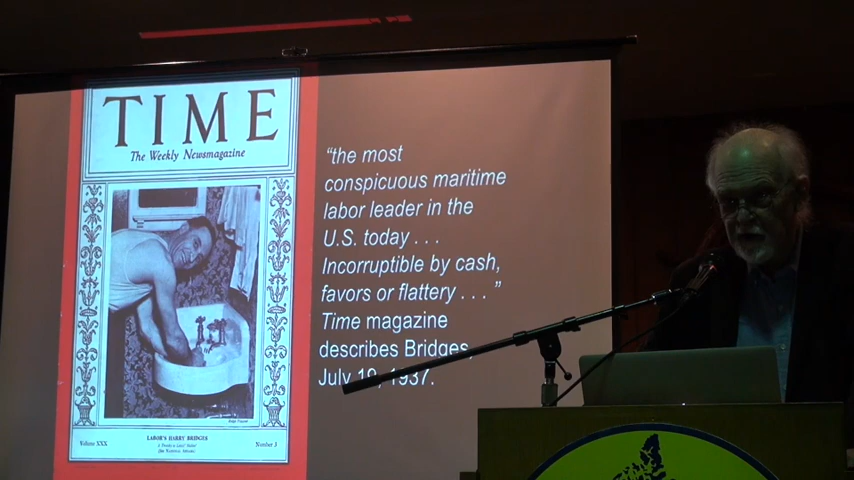 TIME
The Weekly Newsmagazine
Volume XXX
LABOR'S HARRY BRIDGES
Number 3
"the most
conspicuous maritime
labor leader in the
U.S. today . . .
Incorruptible by cash,
favors or flattery . . . "
Time magazine
describes Bridges,
July 19, 1937.